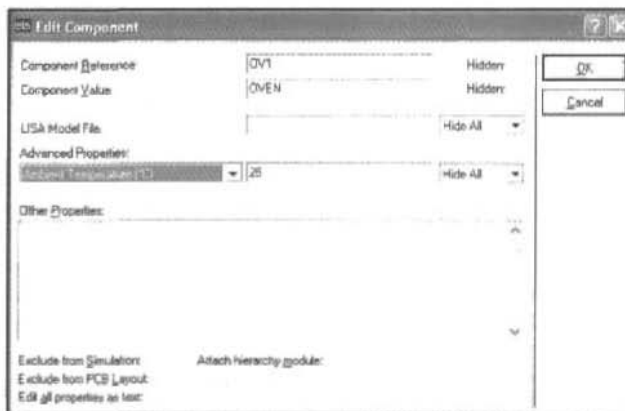 Edit Component
Component Reference: OV1 Hidden:
Component Value: OVEN Hidden:
LISA Model File: Hide All
Advanced Properties:
Ambient Temperature (°C) 25 Hide All
Other Properties:
Exclude from Simulation: Attach hierarchy module:
Exclude from PCB Layout:
Edit all properties as text:
OK
Cancel